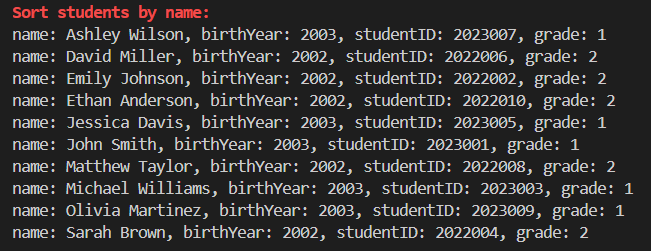 Sort students by name:
name: Ashley Wilson, birthYear: 2003, studentID: 2023007, grade: 1
name: David Miller, birthYear: 2002, studentID: 2022006, grade: 2
name: Emily Johnson, birthYear: 2002, studentID: 2022002, grade: 2
name: Ethan Anderson, birthYear: 2002, studentID: 2022010, grade: 2
name: Jessica Davis, birthYear: 2003, studentID: 2023005, grade: 1
name: John Smith, birthYear: 2003, studentID: 2023001, grade: 1
name: Matthew Taylor, birthYear: 2002, studentID: 2022008, grade: 2
name: Michael Williams, birthYear: 2003, studentID: 2023003, grade: 1
name: Olivia Martinez, birthYear: 2003, studentID: 2023009, grade: 1
name: Sarah Brown, birthYear: 2002, studentID: 2022004, grade: 2